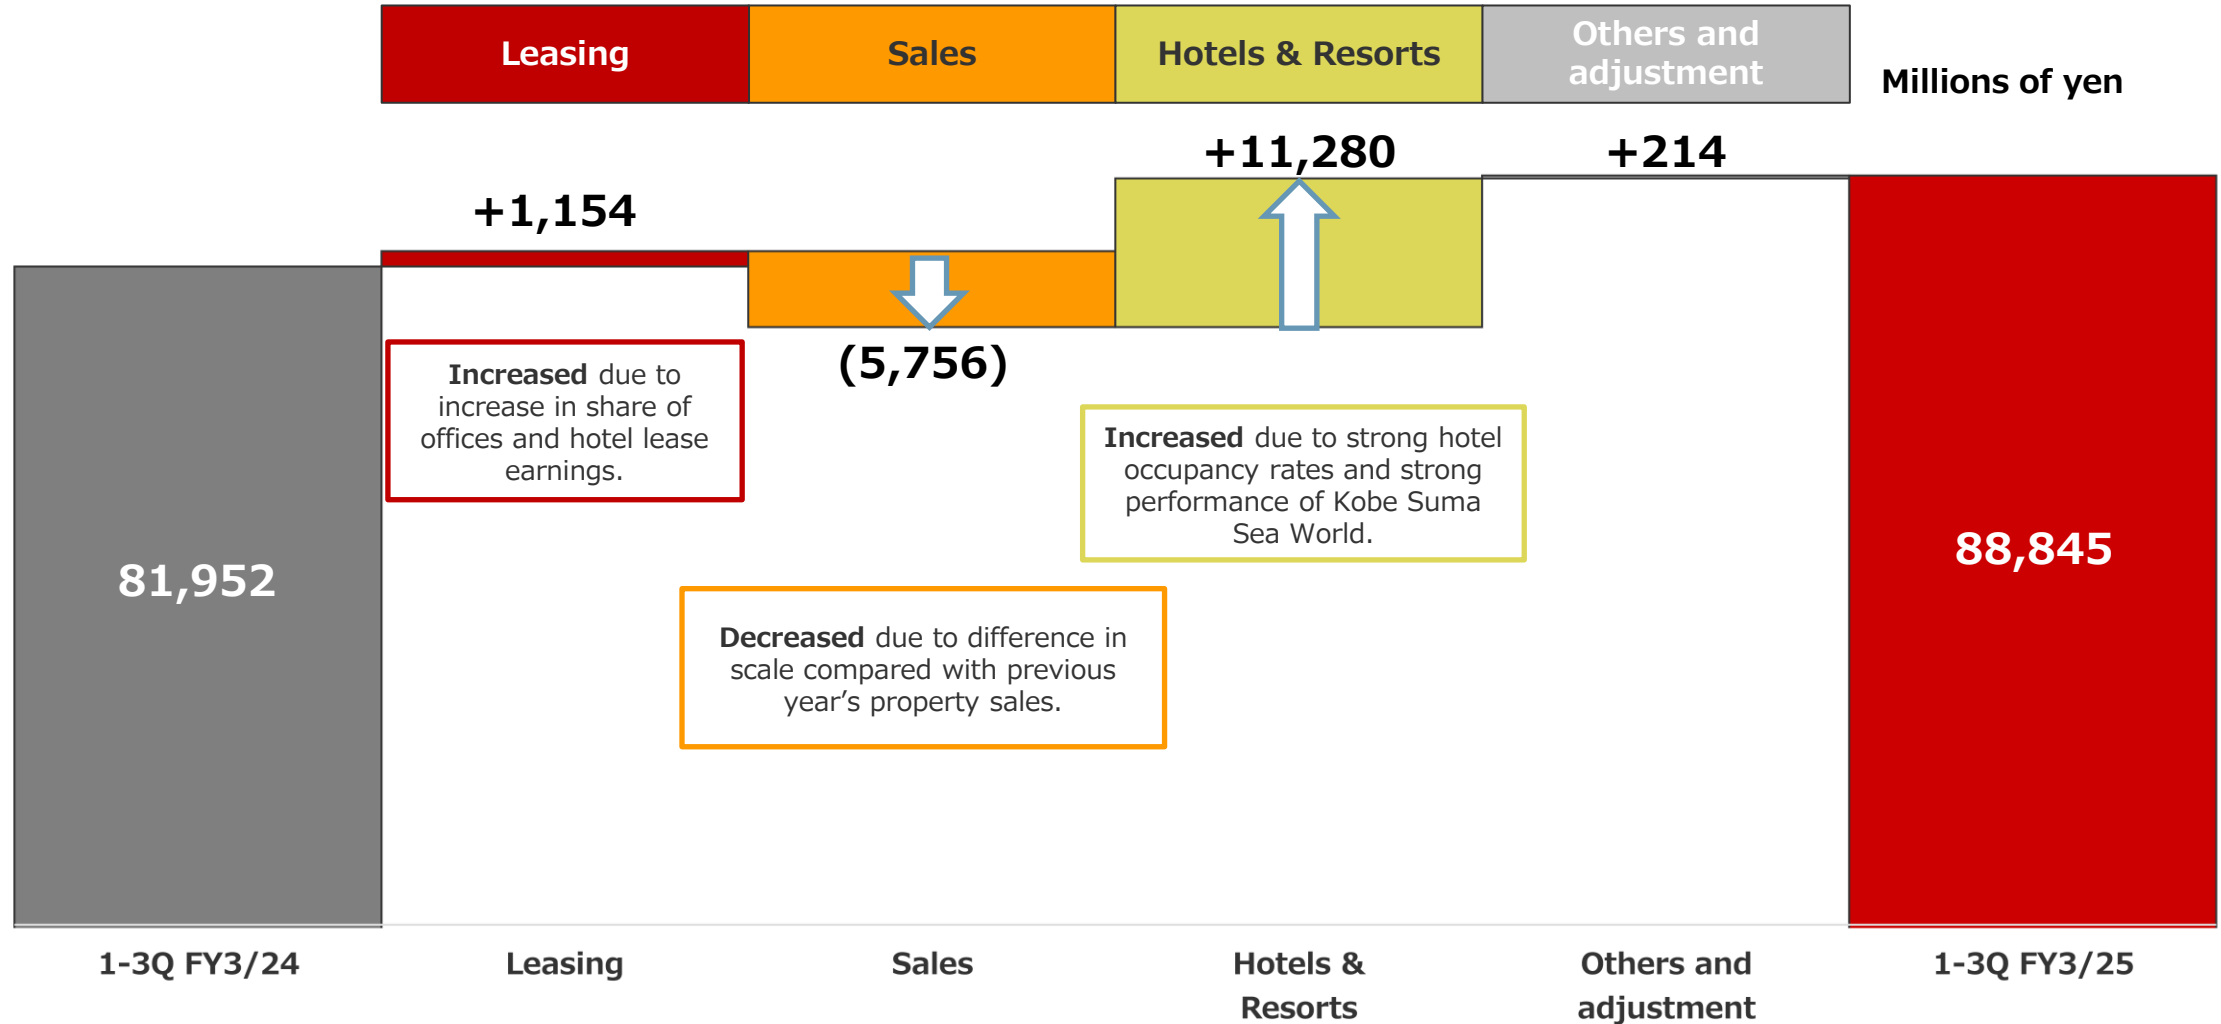 Leasing
Sales
Hotels & Resorts
Others and
adjustment
Millions of yen
+1,154
(5,756)
+11,280
+214
81,952
88,845
Increased due to
increase in share of
offices and hotel lease
earnings.
Decreased due to difference in
scale compared with previous
year’s property sales.
Increased due to strong hotel
occupancy rates and strong
performance of Kobe Suma
Sea World.
1-3Q FY3/24
Leasing
Sales
Hotels &
Resorts
Others and
adjustment
1-3Q FY3/25